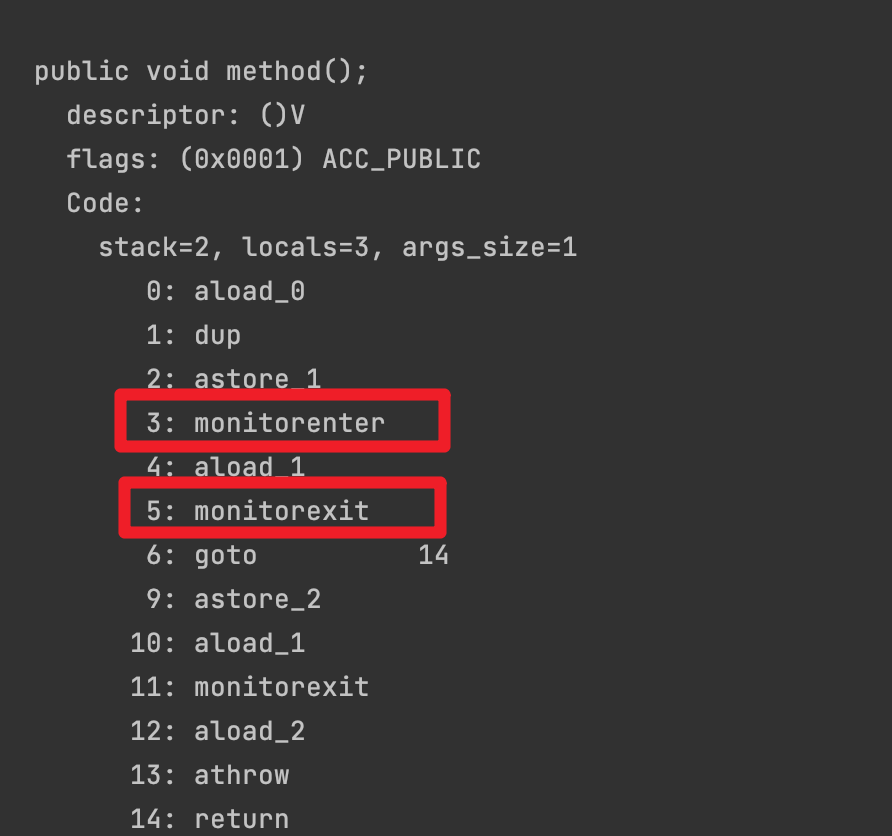 public void method();
descriptor: ()V
flags: (0x0001) ACC_PUBLIC
Code:
stack=2, locals=3, args_size=1
0: aload_0
1: dup
2: astore_1
3: monitorenter
4: aload_1
5: monitorexit
6: goto 14
9: astore_2
10: aload_1
11: monitorexit
12: aload_2
13: athrow
14: return